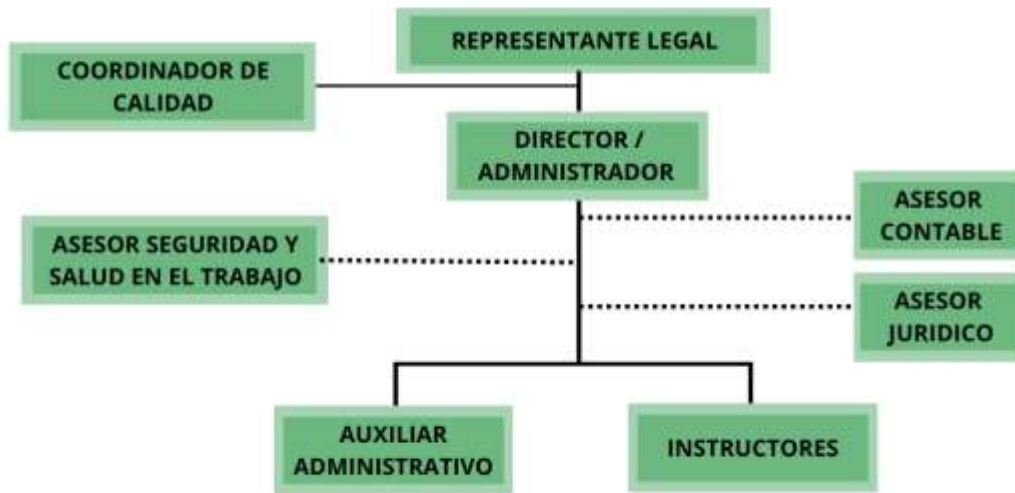 REPRESENTANTE LEGAL
COORDINADOR DE
CALIDAD
DIRECTOR /
ADMINISTRADOR
ASESOR
CONTABLE
ASESOR SEGURIDAD Y
SALUD EN EL TRABAJO
ASESOR
JURIDICO
AUXILIAR
ADMINISTRATIVO
INSTRUCTORES